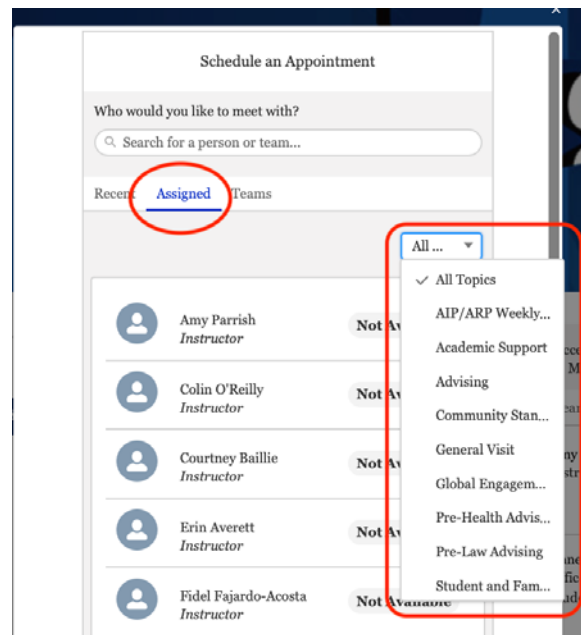 Schedule an Appointment
Who would you like to meet with?
Search for a person or team...
Recent Assigned Teams
All ...
All Topics
AIP/ARP Weekly...
Academic Support
Advising
Community Stan...
General Visit
Global Engagem...
Pre-Health Advis...
Pre-Law Advising
Student and Fam...
Amy Parrish
Instructor
Not Av
Colin O'Reilly
Instructor
Not Av
Courtney Baillie
Instructor
Not Av
Erin Averett
Instructor
Not Av
Fidel Fajardo-Acosta
Instructor
Not Available